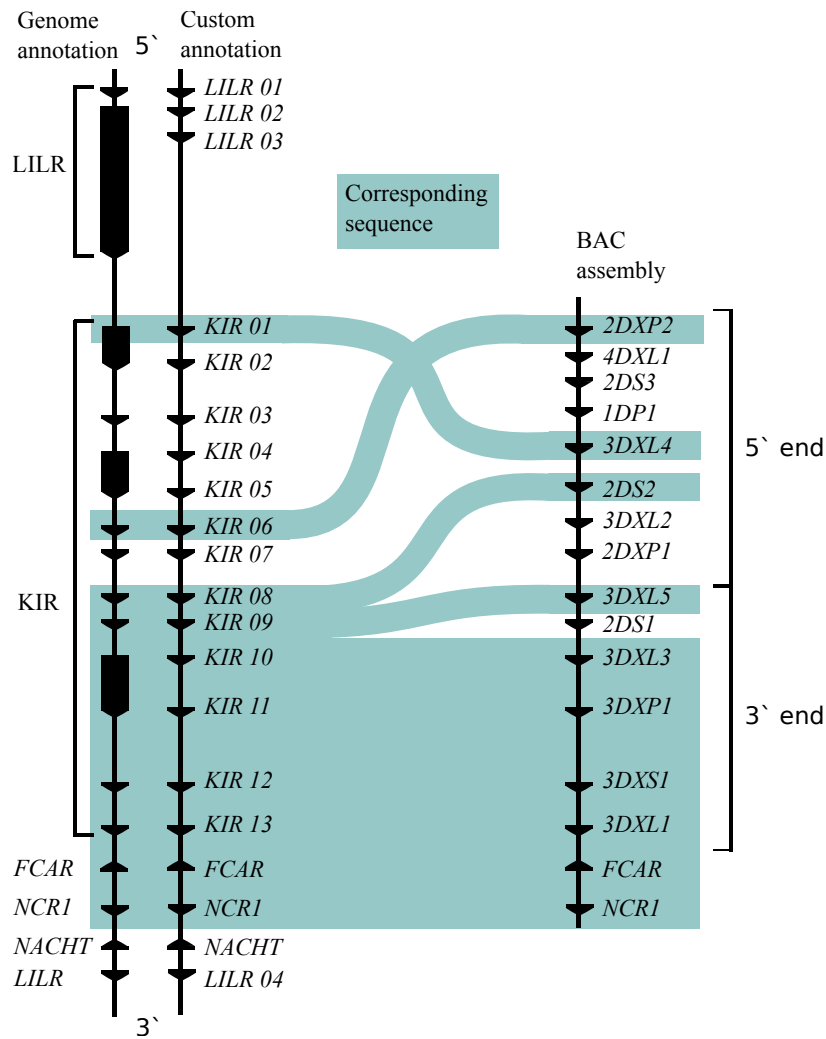 Genome
annotation
5`
Custom
annotation
LILR
LILR 01
LILR 02
LILR 03
Corresponding
sequence
BAC
assembly
KIR
KIR 01
KIR 02
KIR 03
KIR 04
KIR 05
KIR 06
KIR 07
KIR 08
KIR 09
KIR 10
KIR 11
KIR 12
KIR 13
FCAR
NCR1
NACHT
LILR 04
FCAR
NCR1
NACHT
LILR
3`
2DXP2
4DXL1
2DS3
1DP1
3DXL4
2DS2
3DXL2
2DXP1
3DXL5
2DS1
3DXL3
3DXP1
3DXS1
3DXL1
FCAR
NCR1
5` end
3` end